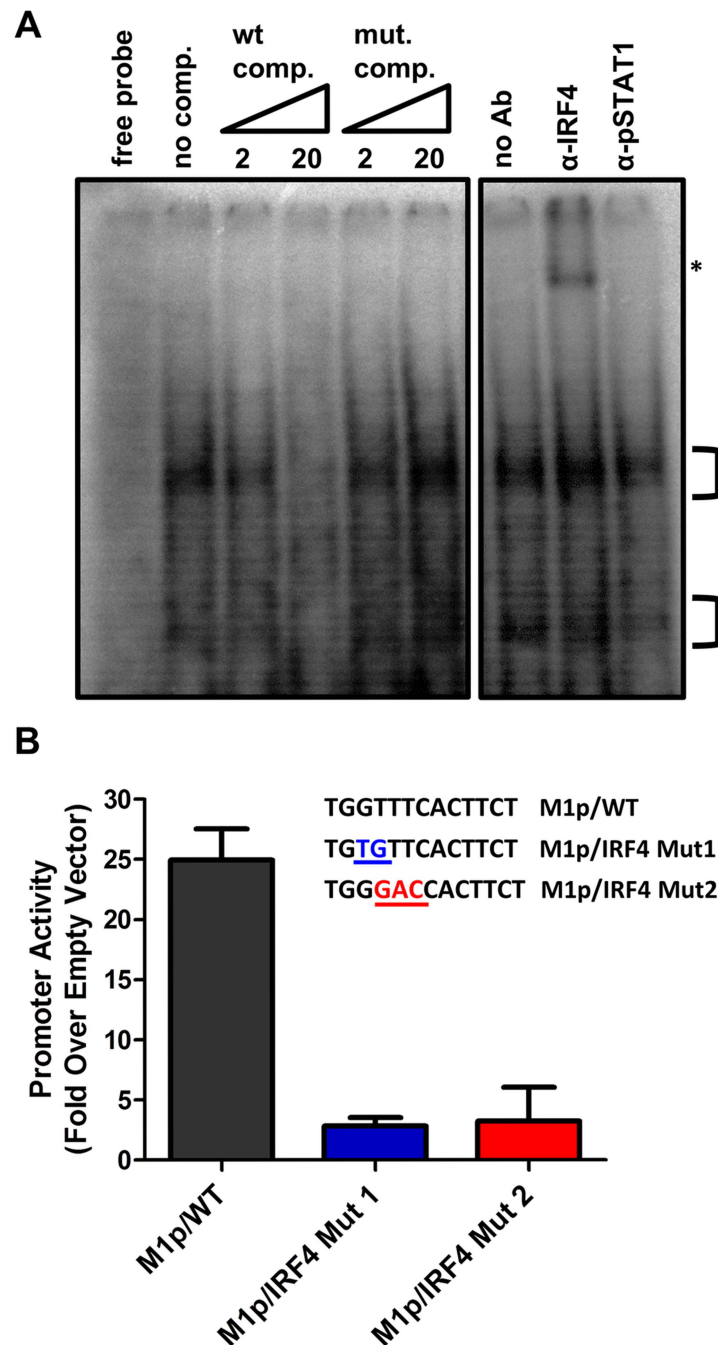 A
free probe
no comp.
wt
comp.
2 20
mut.
comp.
2 20
no Ab
α-IRF4
α-pSTAT1
*
B
Promoter Activity
(Fold Over Empty Vector)
30
25
20
15
10
5
0
TGGTTTCACTTCT M1p/WT
TGTGTTCACTTCT M1p/IRF4 Mut1
TGGGACCACTTCT M1p/IRF4 Mut2
M1p/WT
M1p/IRF4 Mut 1
M1p/IRF4 Mut 2